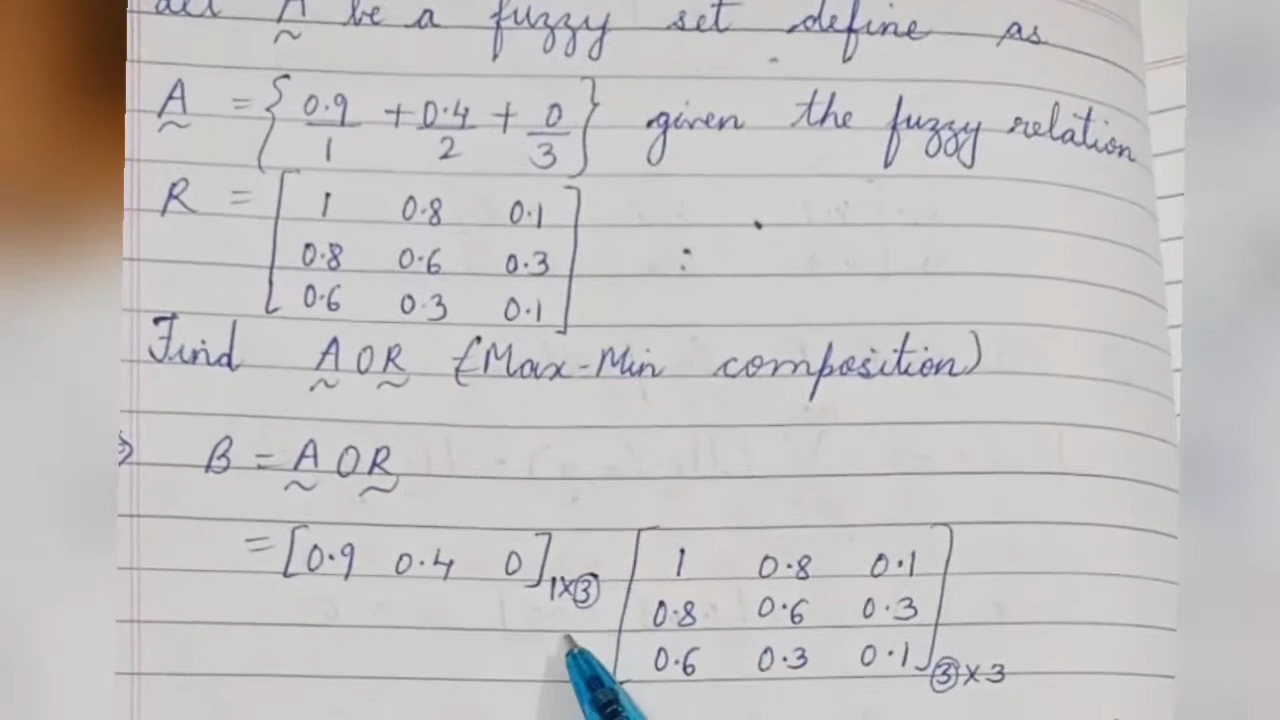 Let A be a fuzzy set define as
A = { 0.9/1 + 0.4/2 + 0/3 } given the fuzzy relation
R = [ 1 0.8 0.1
0.8 0.6 0.3
0.6 0.3 0.1 ]
Find A O R (Max-Min composition)
B = A O R
= [0.9 0.4 0] 1×③ [ 1 0.8 0.1
0.8 0.6 0.3
0.6 0.3 0.1 ] ③×3